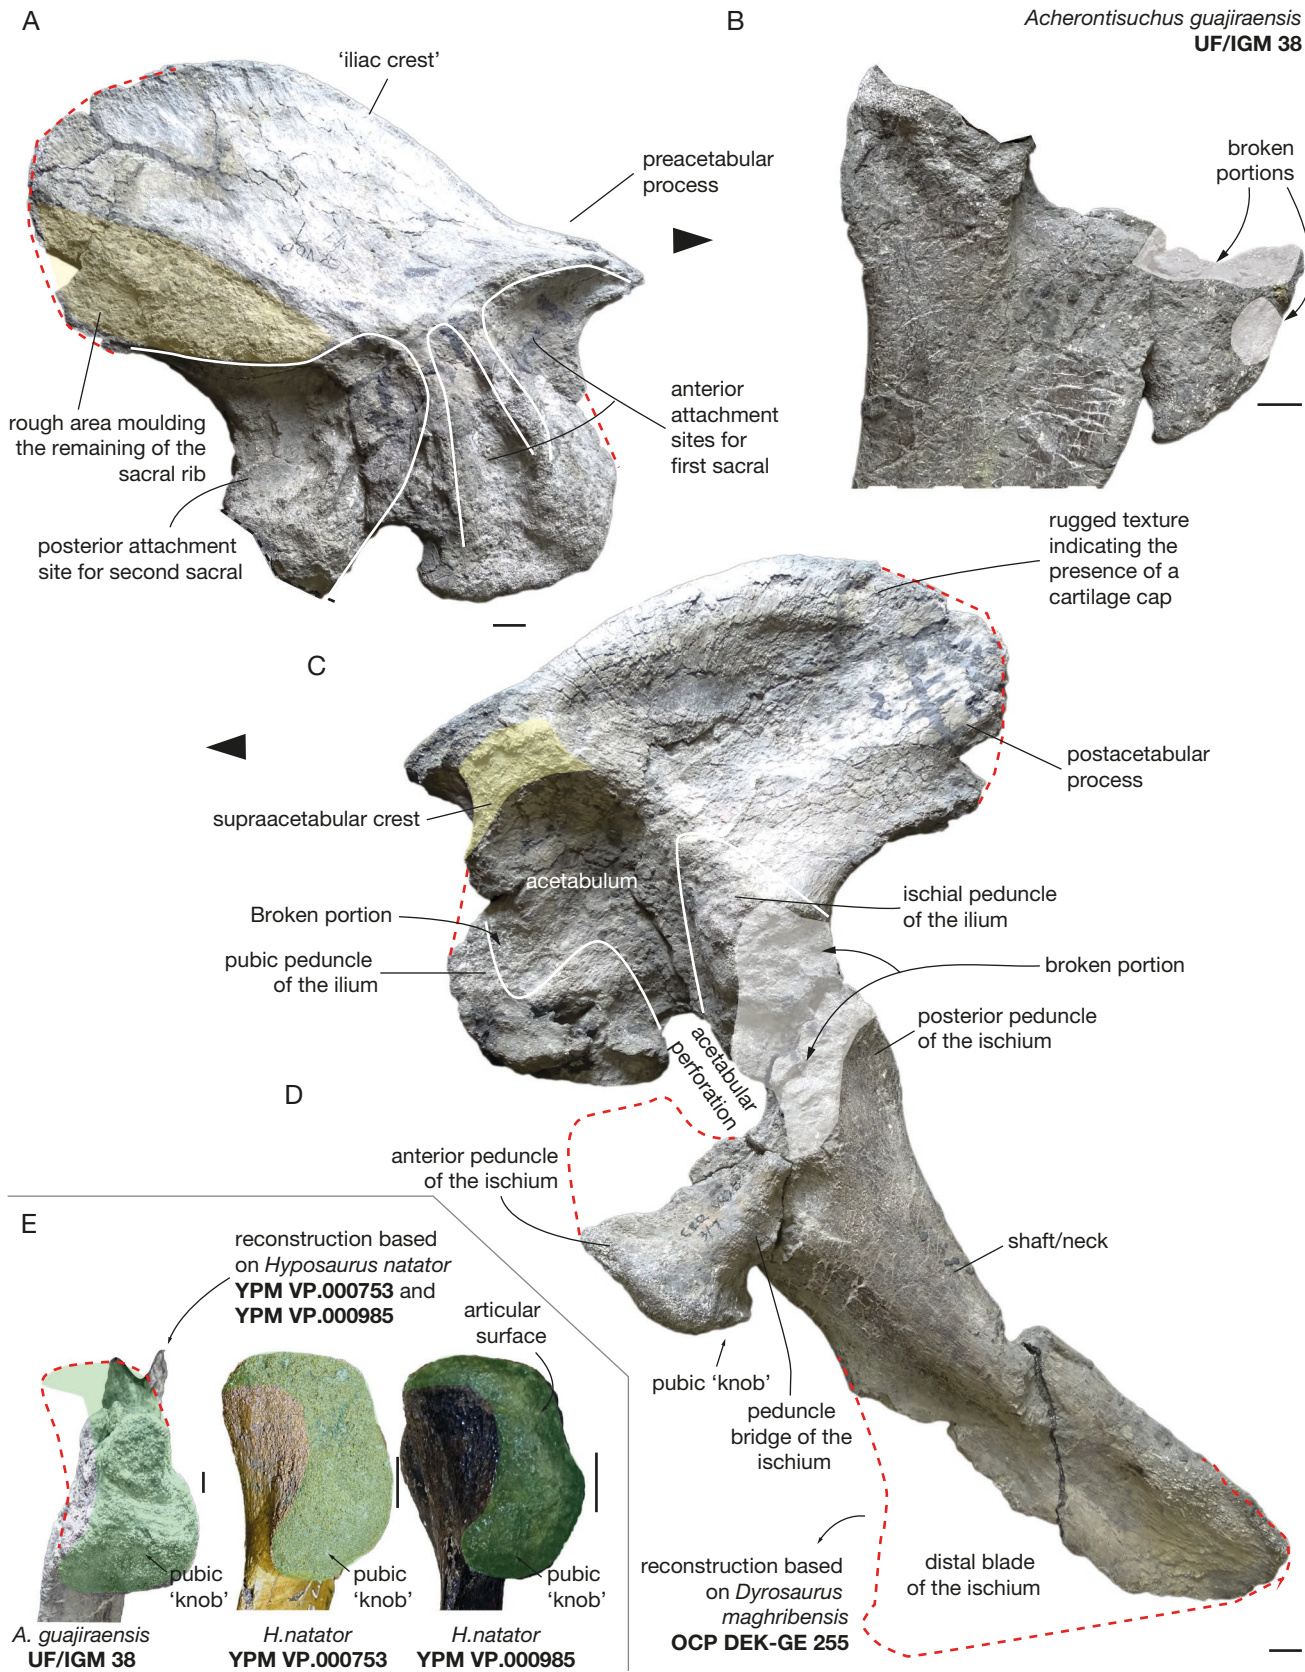 A
B
Acherontisuchus guajiraensis
UF/IGM 38
‘iliac crest’
preacetabular
process
broken
portions
rough area moulding
the remaining of the
sacral rib
anterior
attachment
sites for
first sacral
posterior attachment
site for second sacral
rugged texture
indicating the
presence of a
cartilage cap
C
postacetabular
process
supraacetabular crest
acetabulum
ischial peduncle
of the ilium
Broken portion
pubic peduncle
of the ilium
broken portion
posterior peduncle
of the ischium
acetabular
perforation
D
anterior peduncle
of the ischium
shaft/neck
pubic ‘knob’
peduncle
bridge of the
ischium
reconstruction based
on Dyrosaurus
maghribensis
OCP DEK-GE 255
distal blade
of the ischium
E
reconstruction based
on Hyposaurus natator
YPM VP.000753 and
YPM VP.000985
articular
surface
pubic
‘knob’
pubic
‘knob’
pubic
‘knob’
A. guajiraensis
UF/IGM 38
H.natator
YPM VP.000753
H.natator
YPM VP.000985